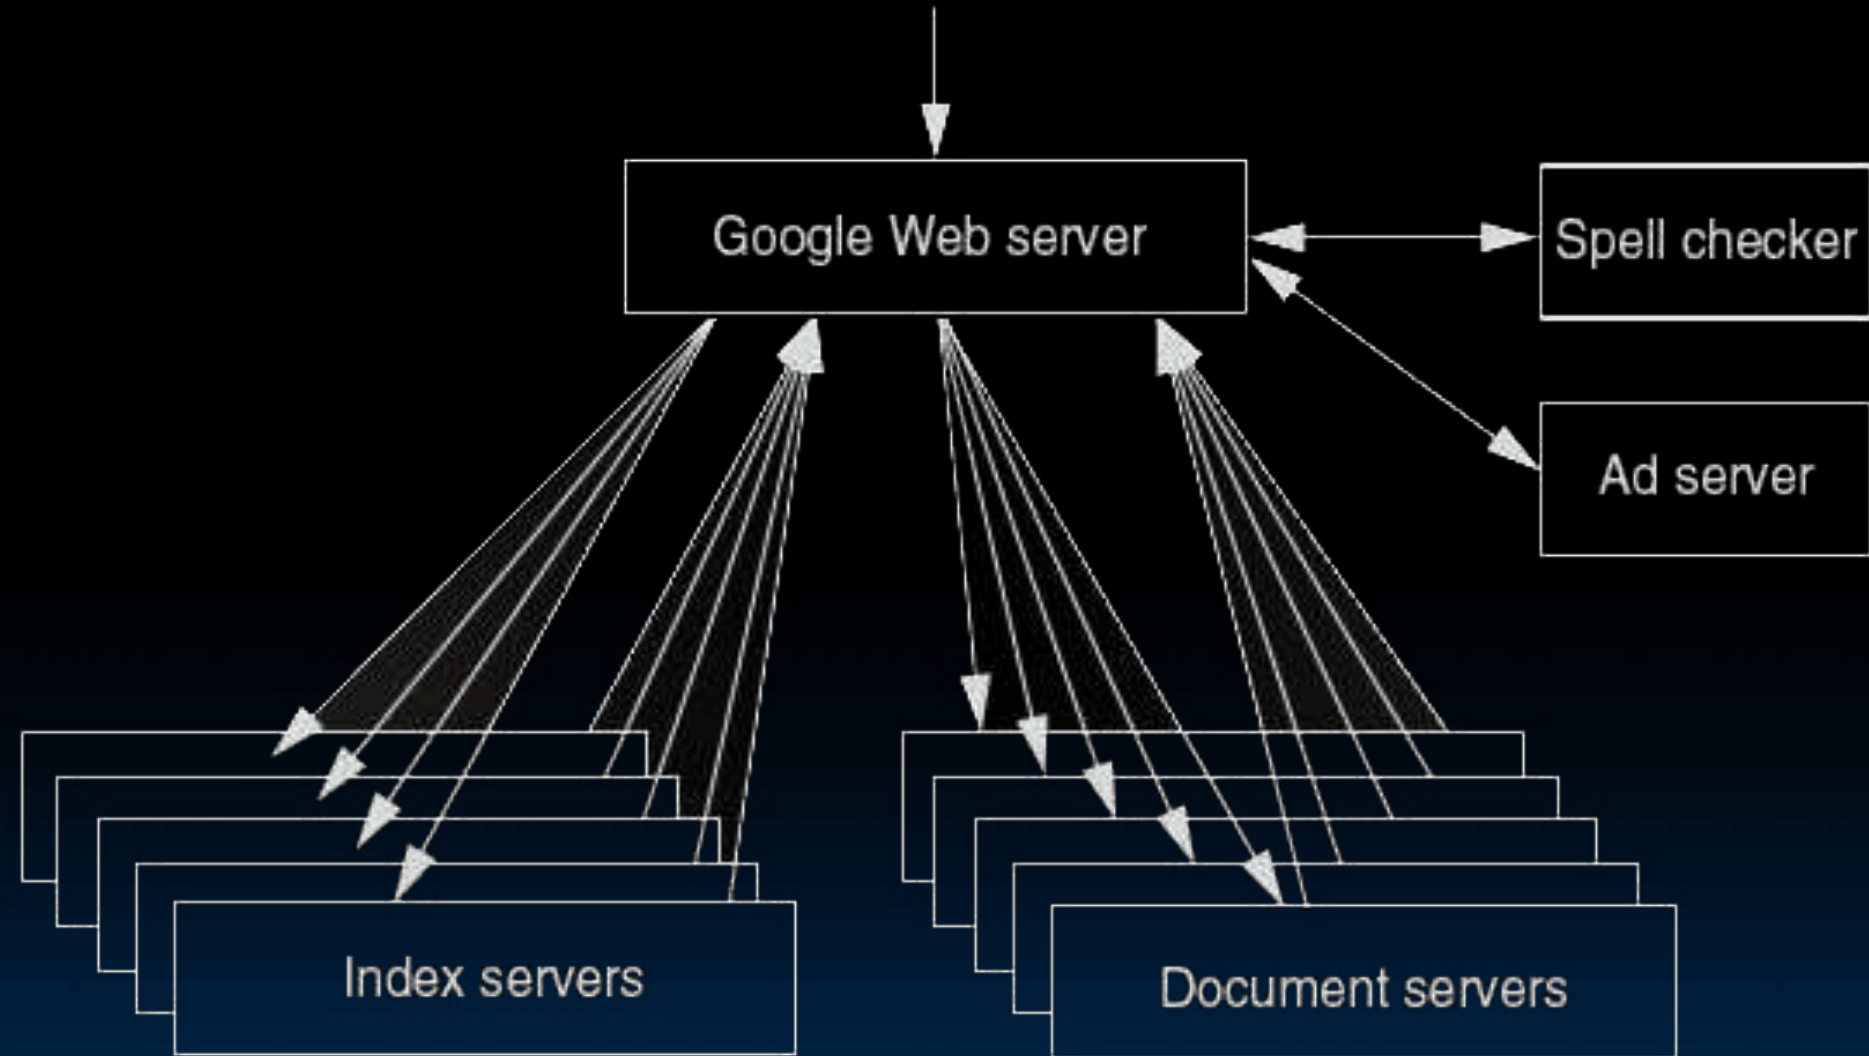 Google Web server
Spell checker
Ad server
Index servers
Document servers